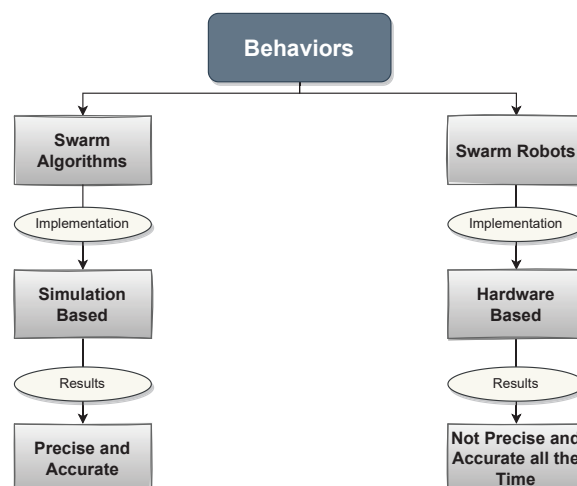 Behaviors
Swarm
Algorithms
Swarm Robots
Implementation
Implementation
Simulation
Based
Hardware
Based
Results
Results
Precise and
Accurate
Not Precise and
Accurate all the
Time